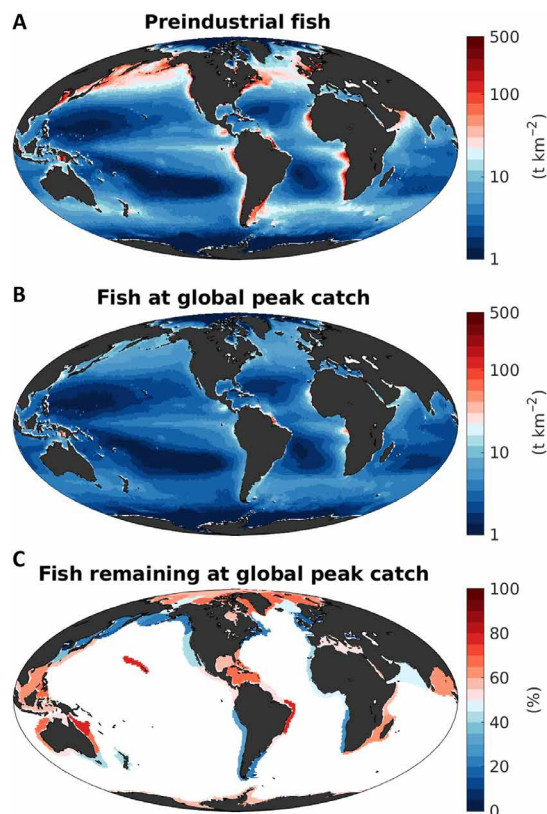 A
Preindustrial fish
500
100
10
1
(t km⁻²)
B
Fish at global peak catch
500
100
10
1
(t km⁻²)
C
Fish remaining at global peak catch
100
80
60
40
20
0
(%)